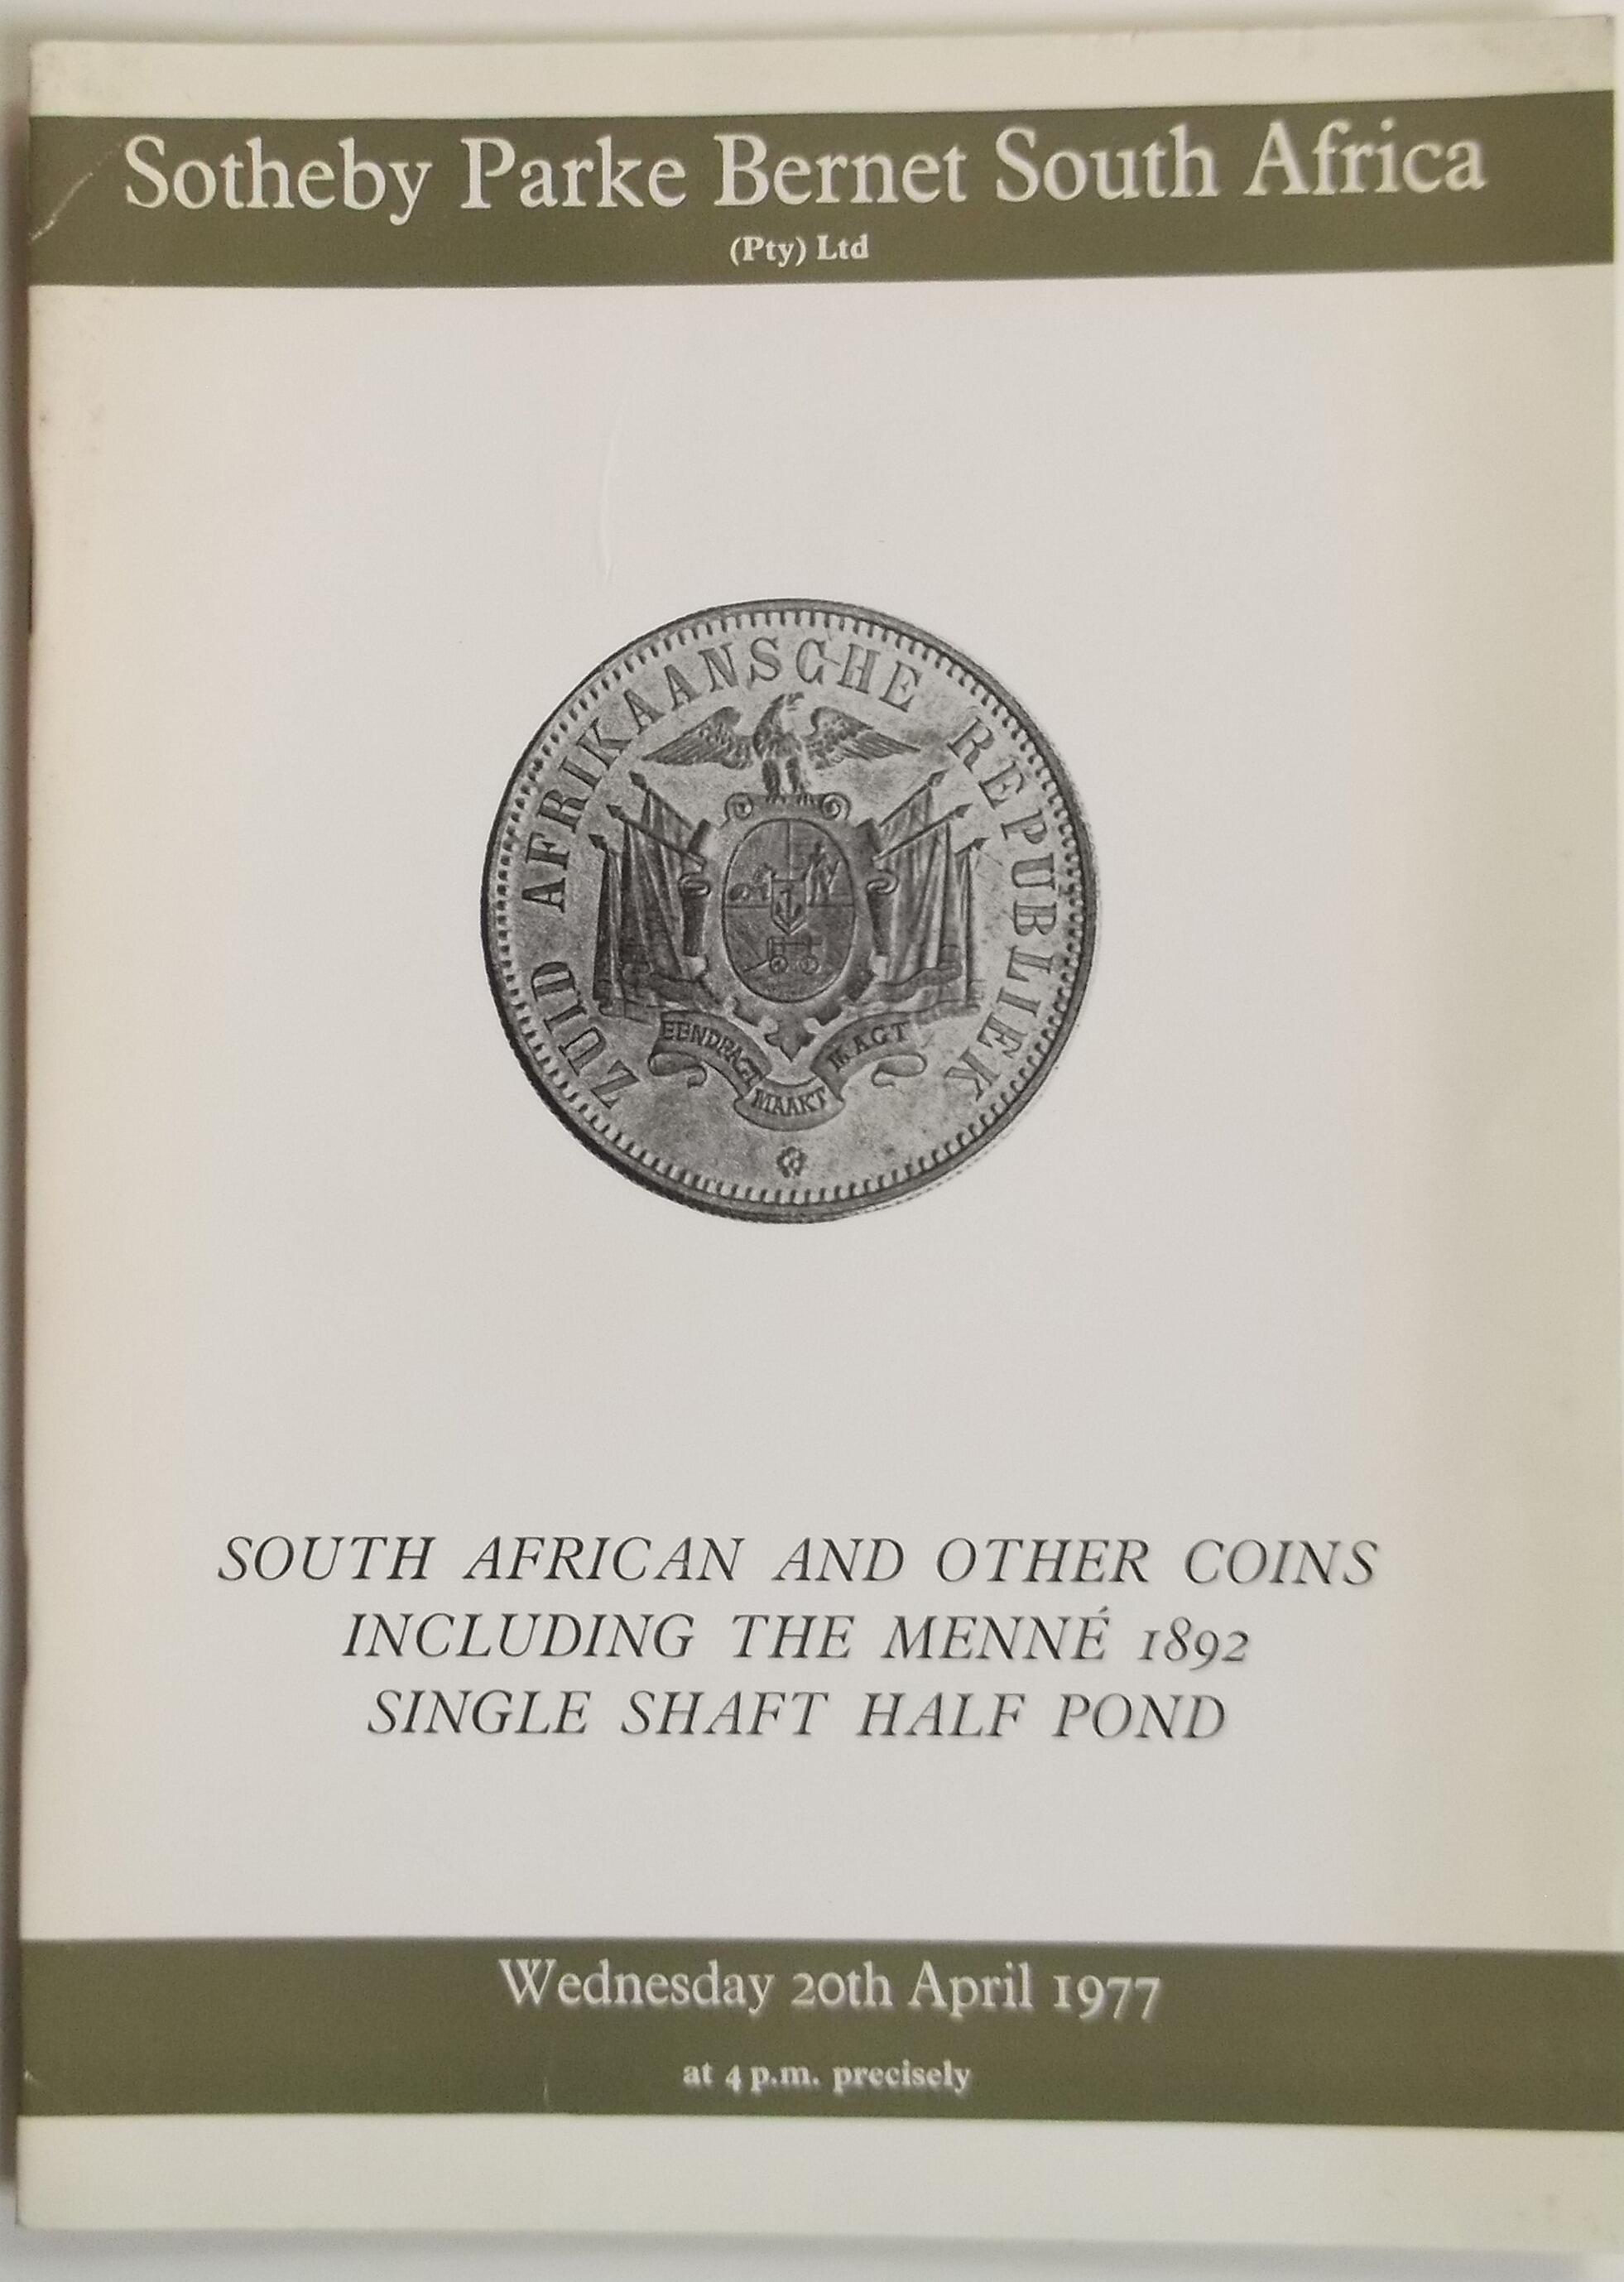 Sotheby Parke Bernet South Africa
(Pty) Ltd
ZUID AFRIKAANSCHE REPUBLIEK
EENDRAGT
MAAKT
MAGT
SOUTH AFRICAN AND OTHER COINS
INCLUDING THE MENNÉ 1892
SINGLE SHAFT HALF POND
Wednesday 20th April 1977
at 4 p.m. precisely